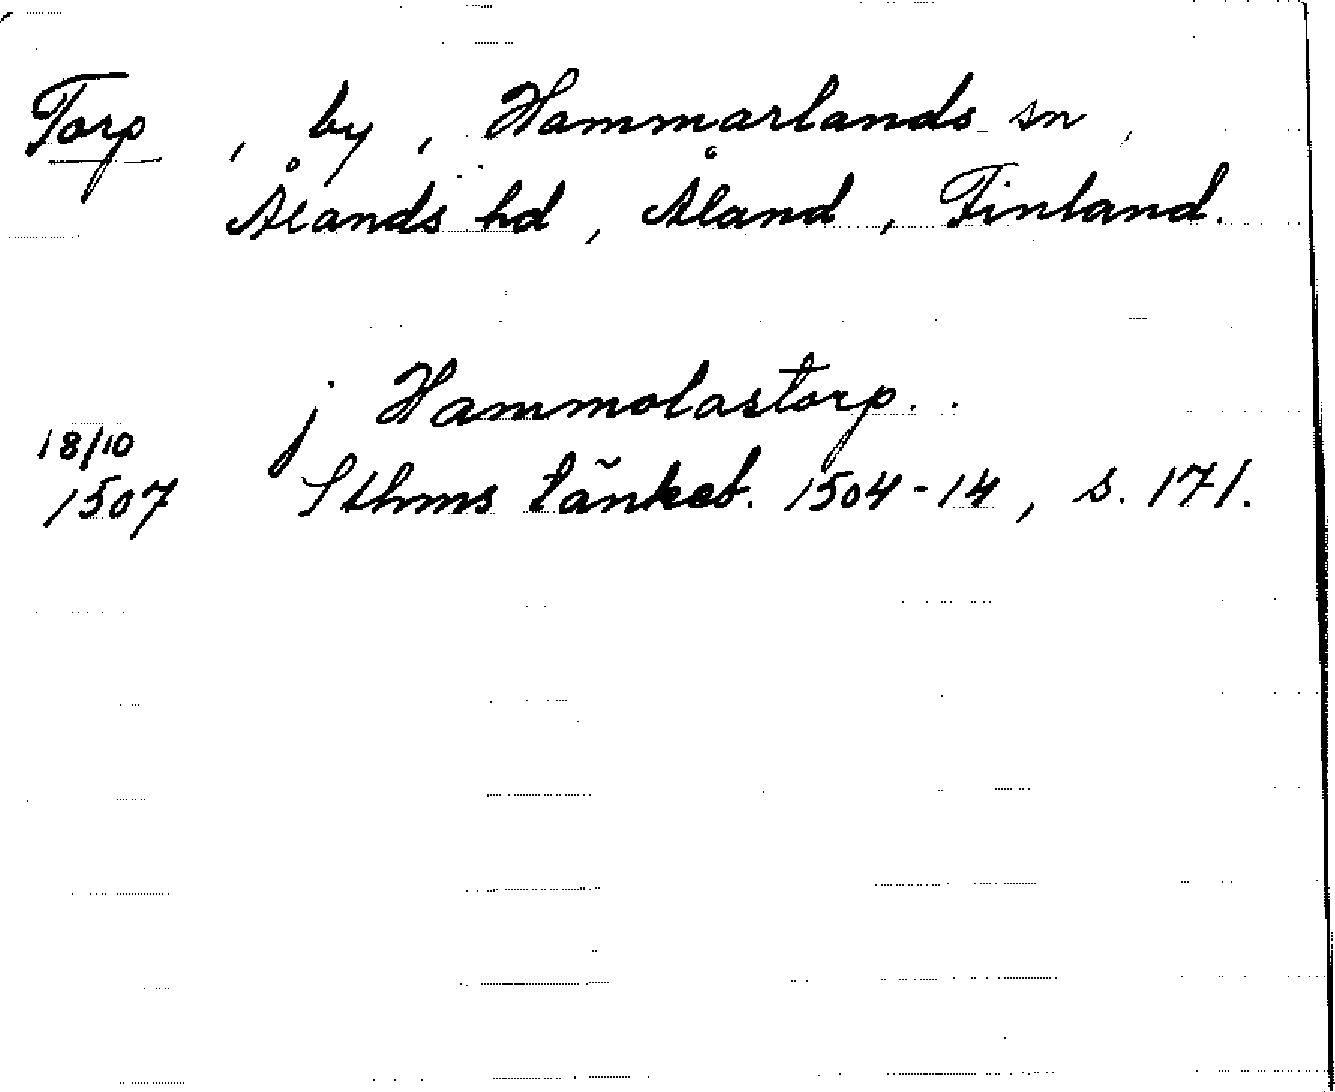 Torp, by, Hammarlands sn,
Ålands hd, Åland, Finland.
j Hammolastorp..
18/10
1507 Sthms tänkeb. 1504-14, s. 171.